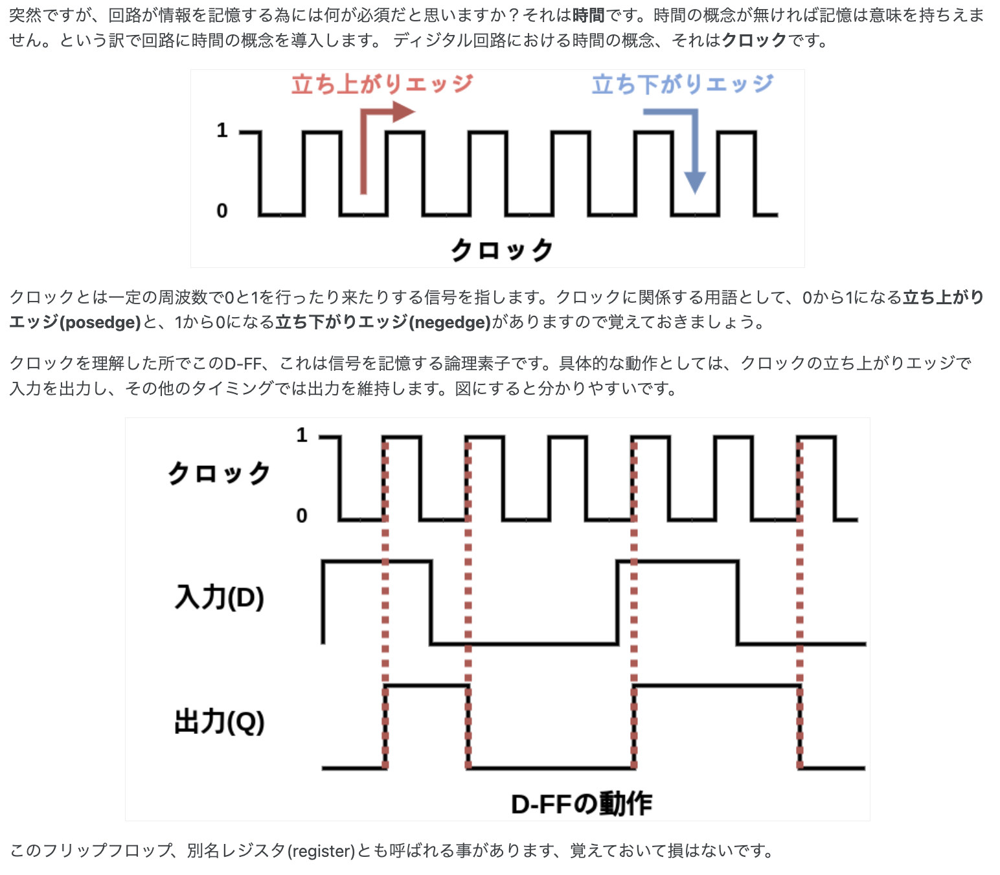 突然ですが、回路が情報を記憶する為には何が必須だと思いますか？それは時間です。時間の概念が無ければ記憶は意味を持ちえま
せん。という訳で回路に時間の概念を導入します。 ディジタル回路における時間の概念、それはクロックです。
立ち上がりエッジ
立ち下がりエッジ
1
0
クロック
クロックとは一定の周波数で0と1を行ったり来たりする信号を指します。クロックに関係する用語として、0から1になる立ち上がり
エッジ(posedge)と、1から0になる立ち下がりエッジ(negedge)がありますので覚えておきましょう。
クロックを理解した所でこのD-FF、これは信号を記憶する論理素子です。具体的な動作としては、クロックの立ち上がりエッジで
入力を出力し、その他のタイミングでは出力を維持します。図にすると分かりやすいです。
1
クロック
0
入力(D)
出力(Q)
D-FFの動作
このフリップフロップ、別名レジスタ(register)とも呼ばれる事があります、覚えておいて損はないです。